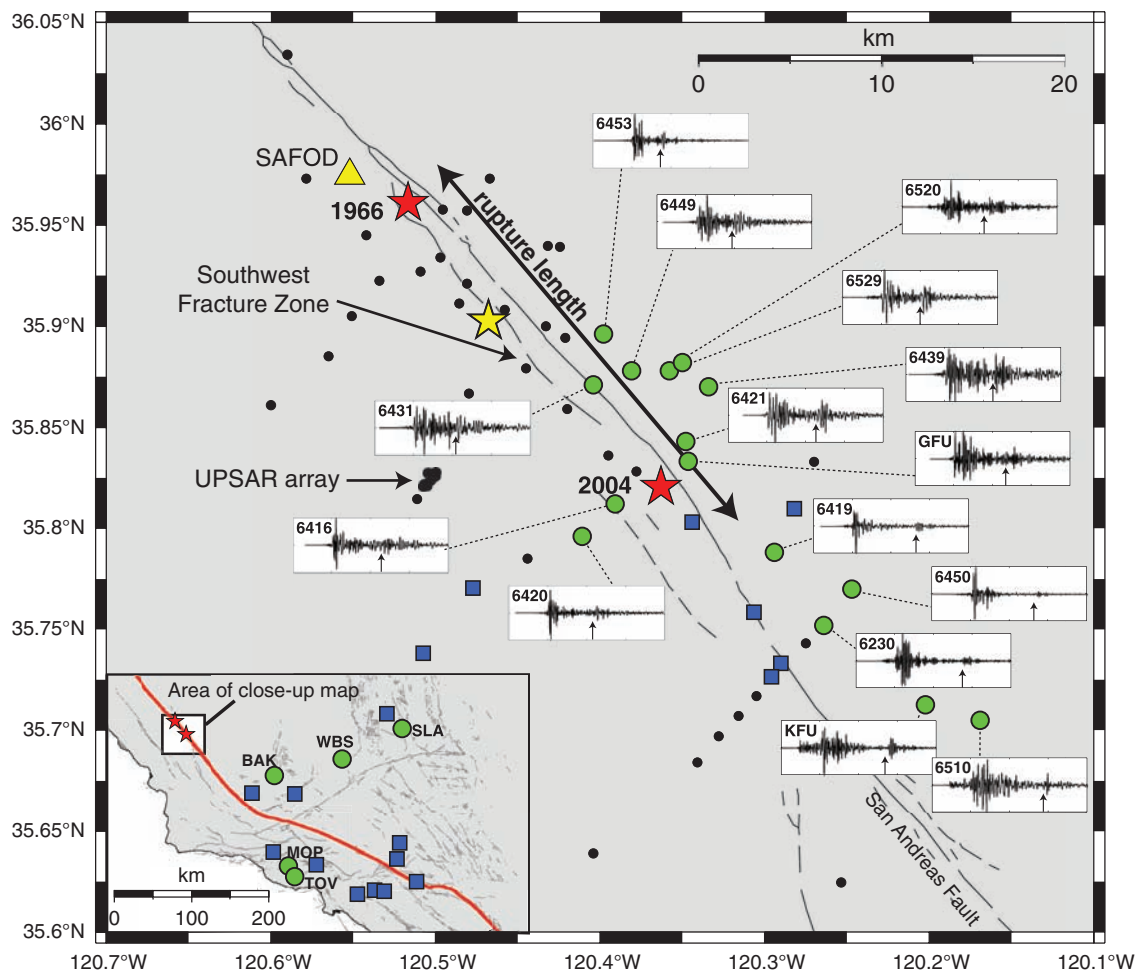 36.05°N
36°N
35.95°N
35.9°N
35.85°N
35.8°N
35.75°N
35.7°N
35.65°N
35.6°N
km
0 10 20
6453
SAFOD
1966
rupture length
6449
6520
Southwest
Fracture Zone
6529
6439
6431
6421
GFU
UPSAR array
2004
6416
6419
6420
6450
6230
KFU
6510
San Andreas Fault
Area of close-up map
SLA
WBS
BAK
MOP
TOV
km
0 100 200
120.7°W 120.6°W 120.5°W 120.4°W 120.3°W 120.2°W 120.1°W